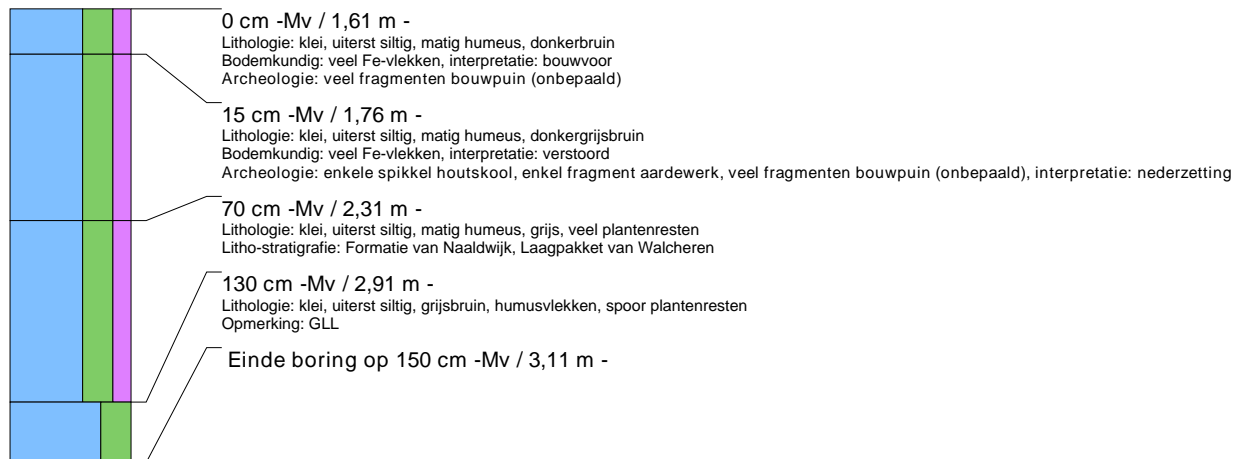 0 cm -Mv / 1,61 m -
Lithologie: klei, uiterst siltig, matig humeus, donkerbruin
Bodemkundig: veel Fe-vlekken, interpretatie: bouwvoor
Archeologie: veel fragmenten bouwpuin (onbepaald)
15 cm -Mv / 1,76 m -
Lithologie: klei, uiterst siltig, matig humeus, donkergrijsbruin
Bodemkundig: veel Fe-vlekken, interpretatie: verstoord
Archeologie: enkele spikkel houtskool, enkel fragment aardewerk, veel fragmenten bouwpuin (onbepaald), interpretatie: nederzetting
70 cm -Mv / 2,31 m -
Lithologie: klei, uiterst siltig, matig humeus, grijs, veel plantenresten
Litho-stratigrafie: Formatie van Naaldwijk, Laagpakket van Walcheren
130 cm -Mv / 2,91 m -
Lithologie: klei, uiterst siltig, grijsbruin, humusvlekken, spoor plantenresten
Opmerking: GLL
Einde boring op 150 cm -Mv / 3,11 m -